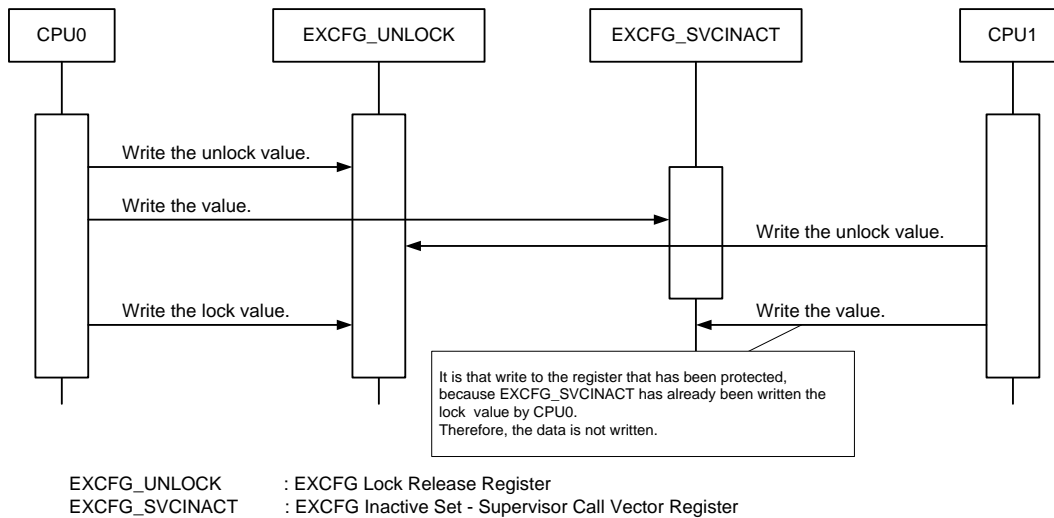 CPU0
EXCFG_UNLOCK
EXCFG_SVCINACT
CPU1
Write the unlock value.
Write the value.
Write the unlock value.
Write the lock value.
Write the value.
It is that write to the register that has been protected,
because EXCFG_SVCINACT has already been written the
lock value by CPU0.
Therefore, the data is not written.
EXCFG_UNLOCK : EXCFG Lock Release Register
EXCFG_SVCINACT : EXCFG Inactive Set - Supervisor Call Vector Register